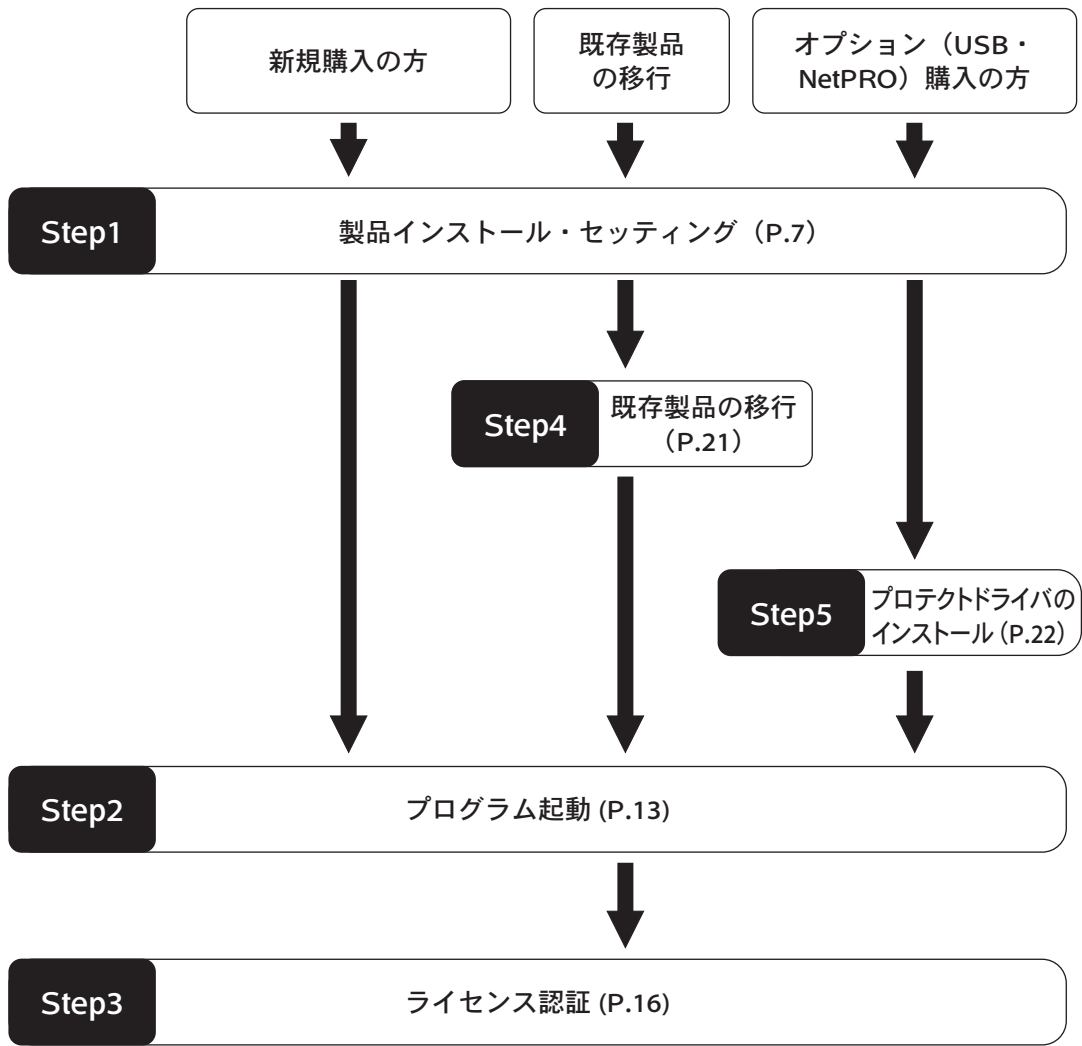 新規購入の方
既存製品
の移行
オプション（USB・
NetPRO）購入の方
Step1
製品インストール・セッティング（P.7）
Step4
既存製品の移行
（P.21）
Step5
プロテクトドライバの
インストール（P.22）
Step2
プログラム起動 (P.13)
Step3
ライセンス認証 (P.16)